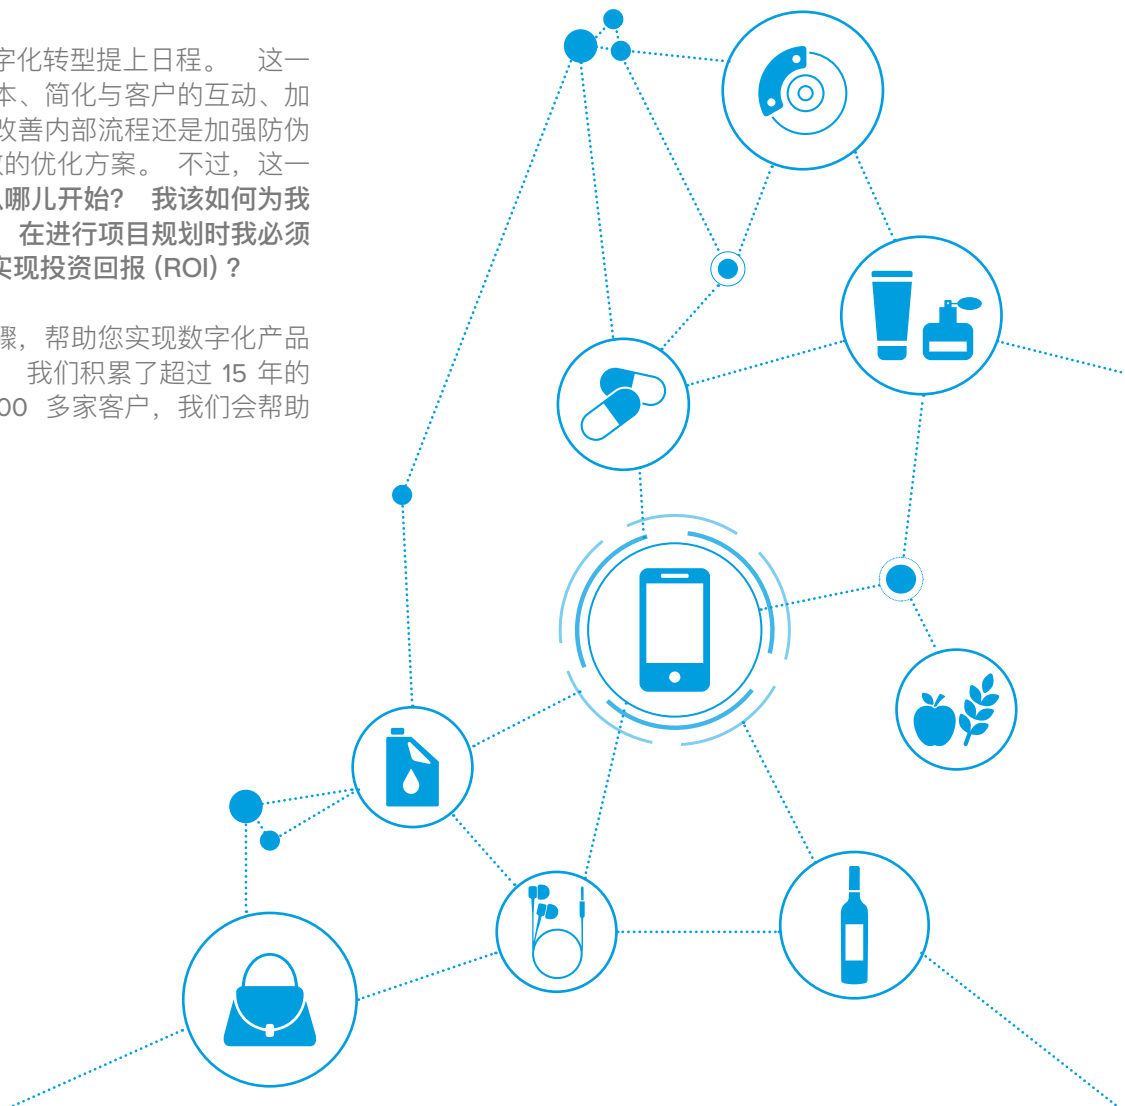 字化转型提上日程。 这一
本、简化与客户的互动、加
改善内部流程还是加强防伪
的优化方案。 不过，这一
哪儿开始？ 我该如何为我
在进行项目规划时我必须
实现投资回报 (ROI)？
骤，帮助您实现数字化产品
我们积累了超过 15 年的
00 多家客户，我们会帮助